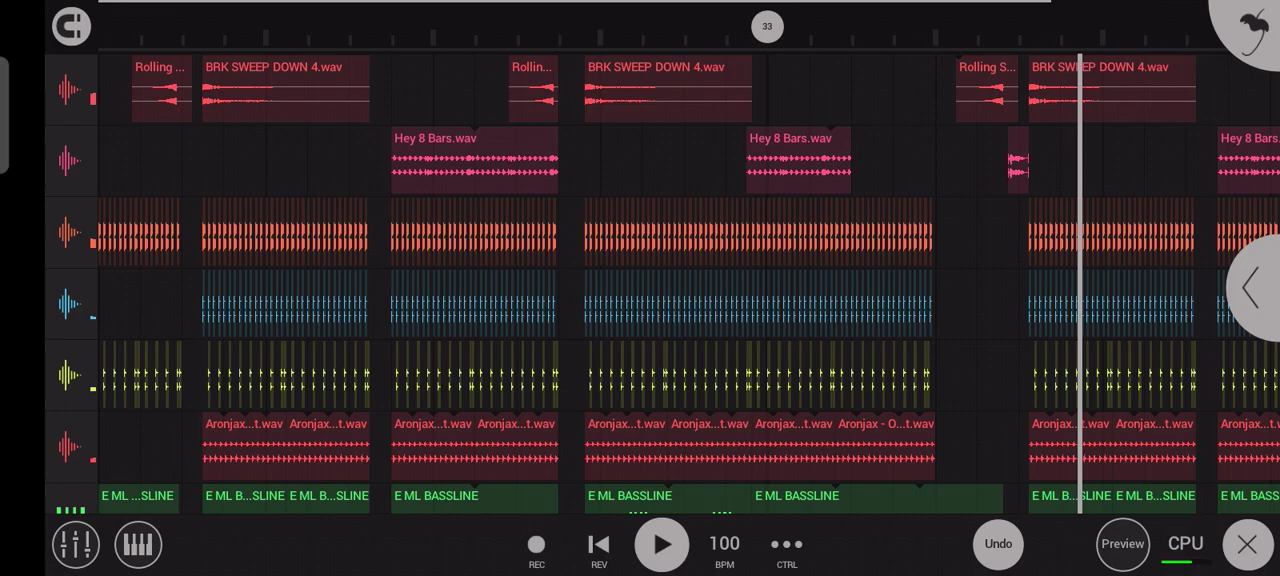 33
Rolling ...
BRK SWEEP DOWN 4.wav
Rollin...
BRK SWEEP DOWN 4.wav
Rolling S...
BRK SWEEP DOWN 4.wav
Hey 8 Bars.wav
Hey 8 Bars.wav
Hey 8 Bars.w
Aronjax...t.wav
Aronjax...t.wav
Aronjax...t.wav
Aronjax...t.wav
Aronjax...t.wav
Aronjax...t.wav
Aronjax...t.wav
Aronjax - O...t.wav
Aronjax...t.wav
Aronjax...t.wav
Aronjax...t.w
E ML ...SLINE
E ML B...SLINE
E ML B...SLINE
E ML BASSLINE
E ML BASSLINE
E ML BASSLINE
E ML B...SLINE
E ML B...SLINE
E ML BASS
REC
REV
100
BPM
CTRL
Undo
Preview
CPU